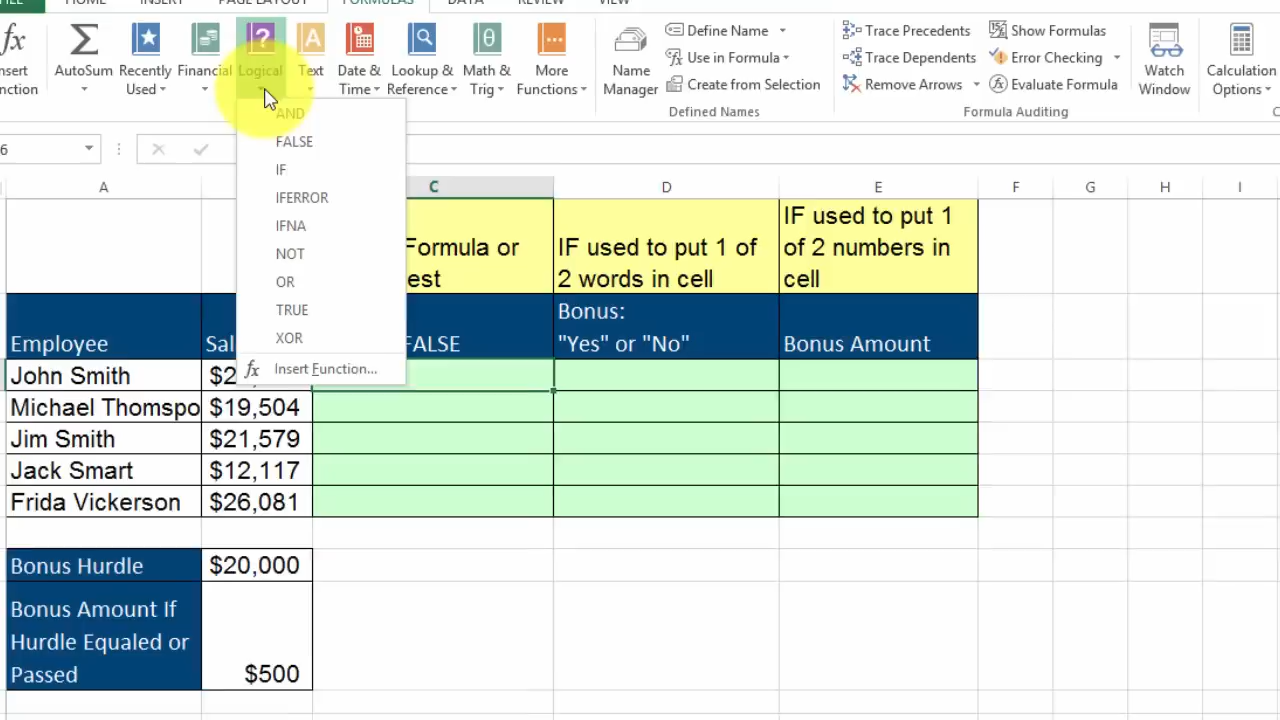 FILE HOME INSERT PAGE LAYOUT FORMULAS DATA REVIEW VIEW
fx AutoSum Recently Used Financial Logical Text Date & Time Lookup & Reference Math & Trig More Functions
Name Manager
Define Name
Use in Formula
Create from Selection
Defined Names
Trace Precedents
Trace Dependents
Remove Arrows
Show Formulas
Error Checking
Evaluate Formula
Formula Auditing
Watch Window
Calculation Options
AND
FALSE
IF
IFERROR
IFNA
NOT
OR
TRUE
XOR
fx Insert Function...
6
A C D E F G H I
Formula or
est
IF used to put 1 of
2 words in cell
IF used to put 1
of 2 numbers in
cell
Employee Sal FALSE
Bonus:
"Yes" or "No"
Bonus Amount
John Smith $2
Michael Thomspo $19,504
Jim Smith $21,579
Jack Smart $12,117
Frida Vickerson $26,081
Bonus Hurdle $20,000
Bonus Amount If
Hurdle Equaled or
Passed $500